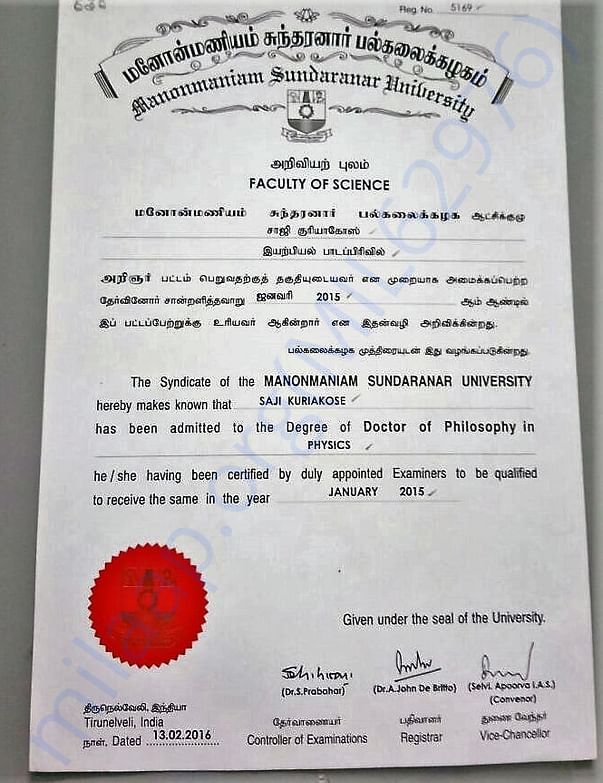 Reg. No. 5169
மனோன்மணியம் சுந்தரனார் பல்கலைக்கழகம்
Manonmaniam Sundaranar University
அறிவியற் புலம்
FACULTY OF SCIENCE
மனோன்மணியம் சுந்தரனார் பல்கலைக்கழக ஆட்சிக்குழு
சாஜி குரியாகோஸ்
இயற்பியல் பாடப்பிரிவில்
அறிஞர் பட்டம் பெறுவதற்குத் தகுதியுடையவர் என முறையாக அமைக்கப்பெற்ற
தேர்வினோர் சான்றளித்தவாறு ஜனவரி 2015 ஆம் ஆண்டில்
இப் பட்டப்பேற்றுக்கு உரியவர் ஆகின்றார் என இதன்வழி அறிவிக்கின்றது.
பல்கலைக்கழக முத்திரையுடன் இது வழங்கப்படுகின்றது.
The Syndicate of the MANONMANIAM SUNDARANAR UNIVERSITY
hereby makes known that SAJI KURIAKOSE
has been admitted to the Degree of Doctor of Philosophy in
PHYSICS
he / she having been certified by duly appointed Examiners to be qualified
to receive the same in the year JANUARY 2015
Given under the seal of the University.
(Dr.S.Prabahar) (Dr.A.John De Britto) (Selvi. Apoorva I.A.S.)
(Convenor)
திருநெல்வேலி, இந்தியா
Tirunelveli, India
தேர்வாணையர் பதிவாளர் துணை வேந்தர்
நாள், Dated 13.02.2016 Controller of Examinations Registrar Vice-Chancellor
milaap.org(MIL62976)